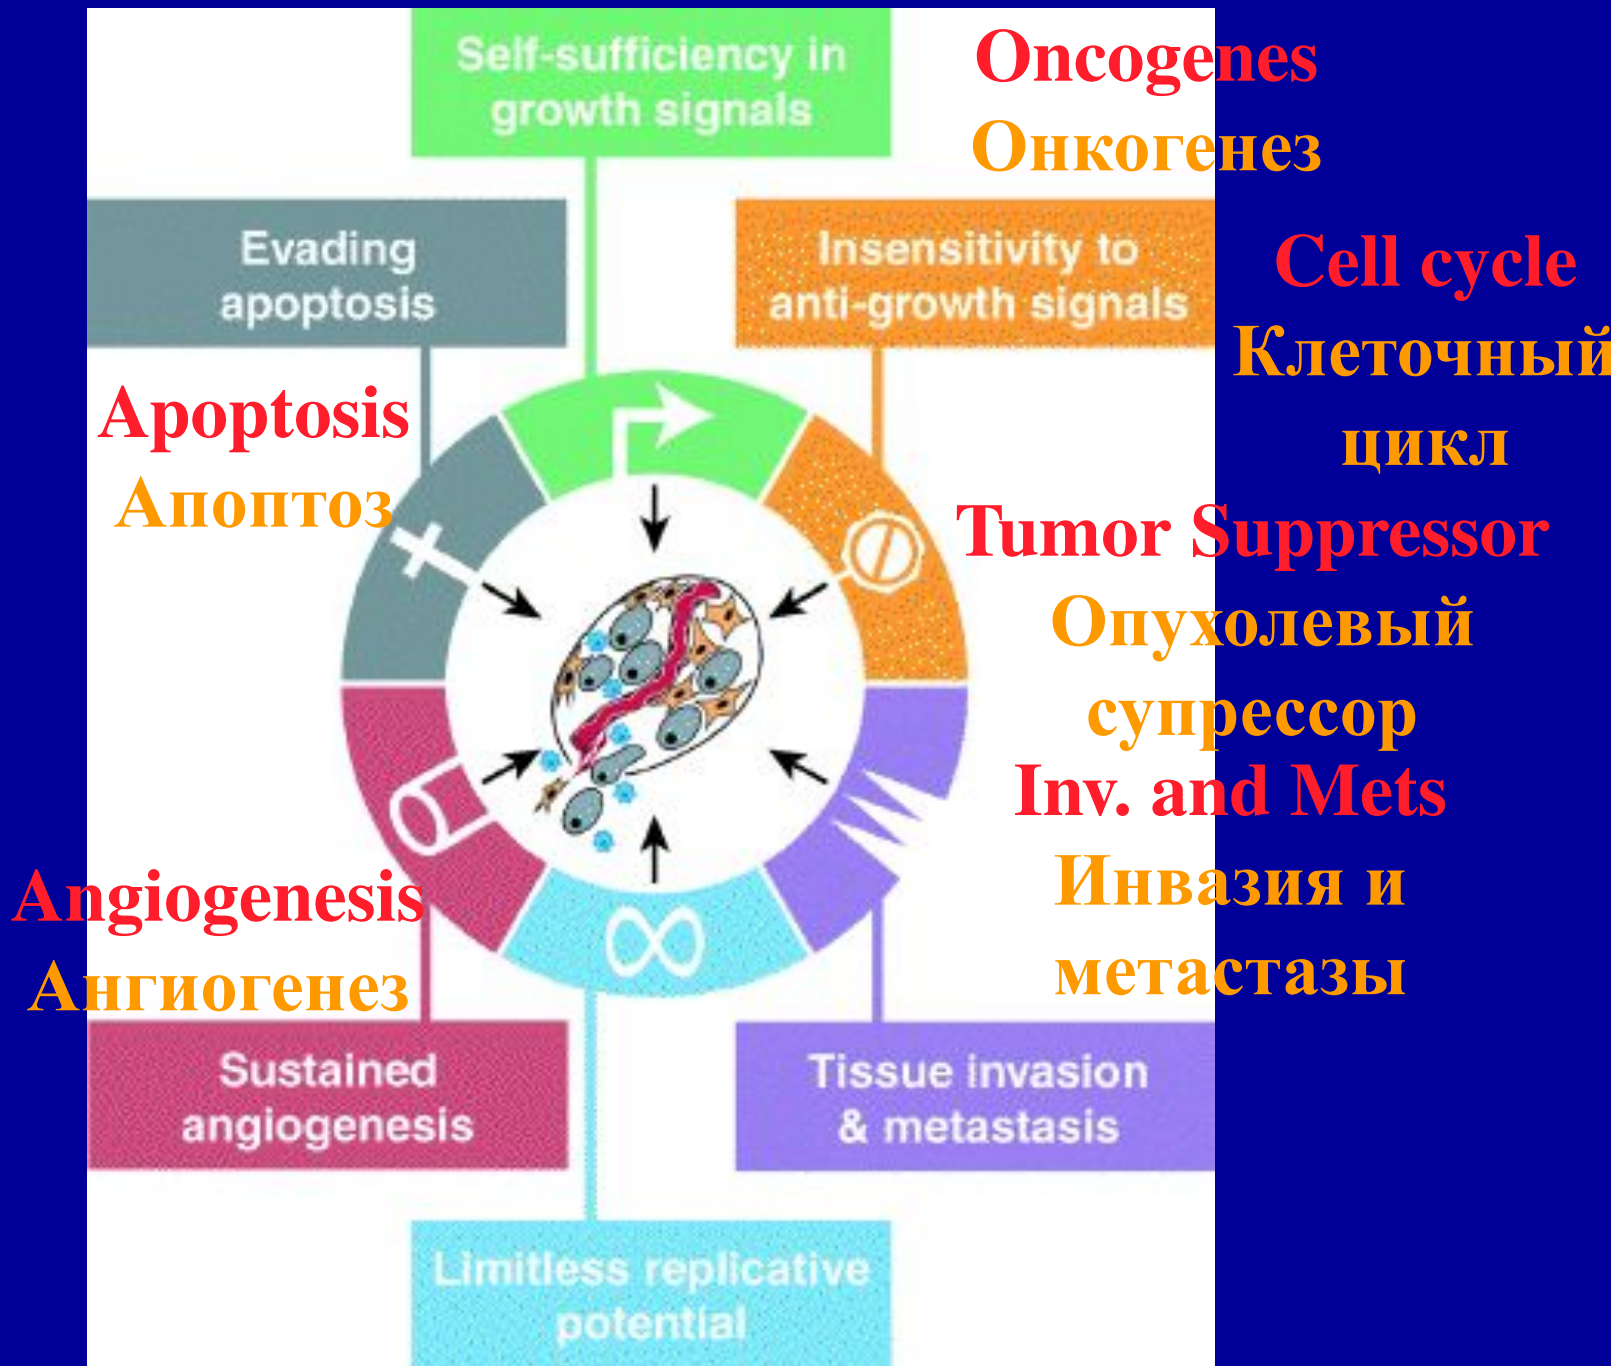 Self-sufficiency in
growth signals
Oncogenes
Онкогенез
Evading
apoptosis
Insensitivity to
anti-growth signals
Cell cycle
Клеточный
цикл
Apoptosis
Апоптоз
Tumor Suppressor
Опухолевый
супрессор
Inv. and Mets
Инвазия и
метастазы
Angiogenesis
Ангиогенез
Sustained
angiogenesis
Tissue invasion
& metastasis
Limitless replicative
potential